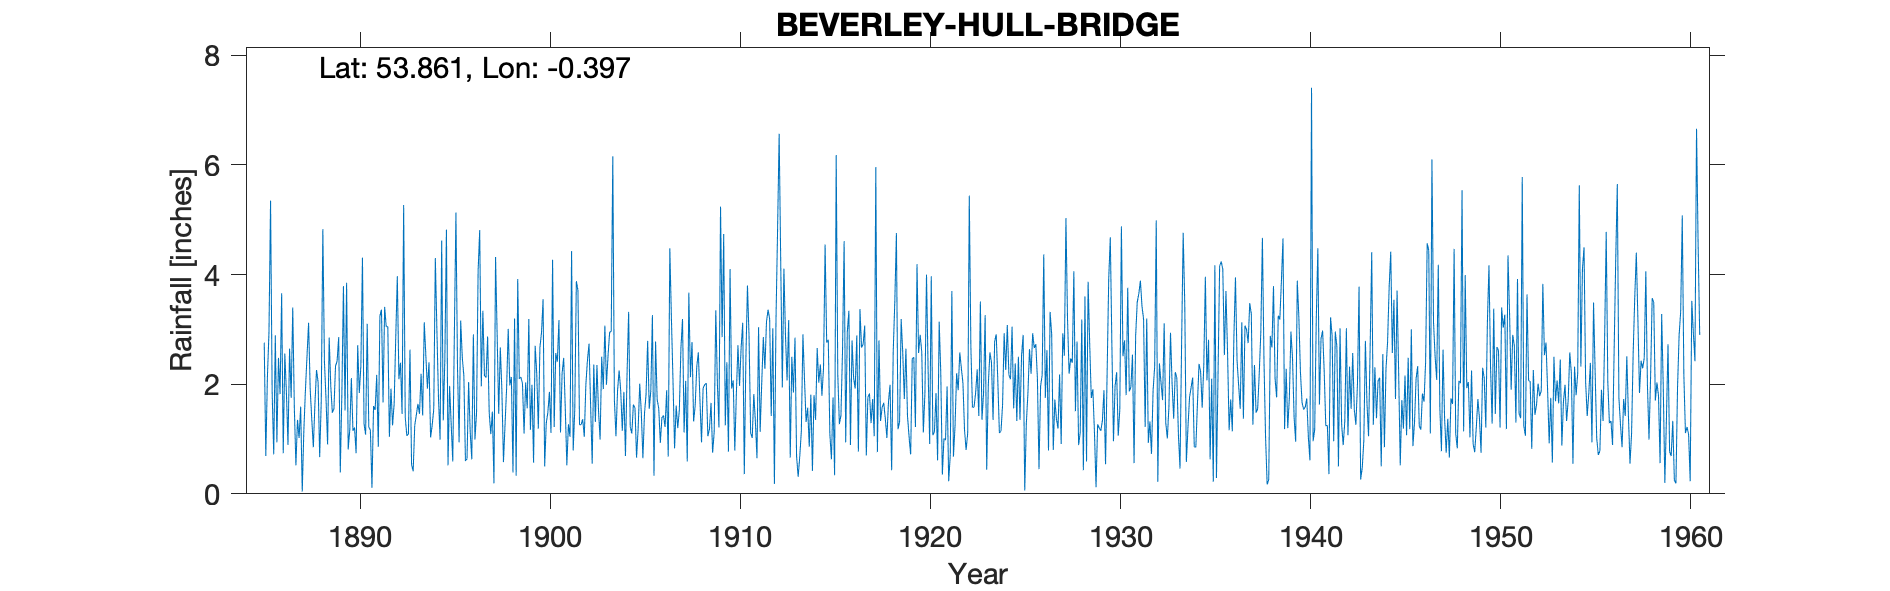 BEVERLEY-HULL-BRIDGE
Lat: 53.861, Lon: -0.397
8
6
4
2
0
Rainfall [inches]
1890 1900 1910 1920 1930 1940 1950 1960
Year